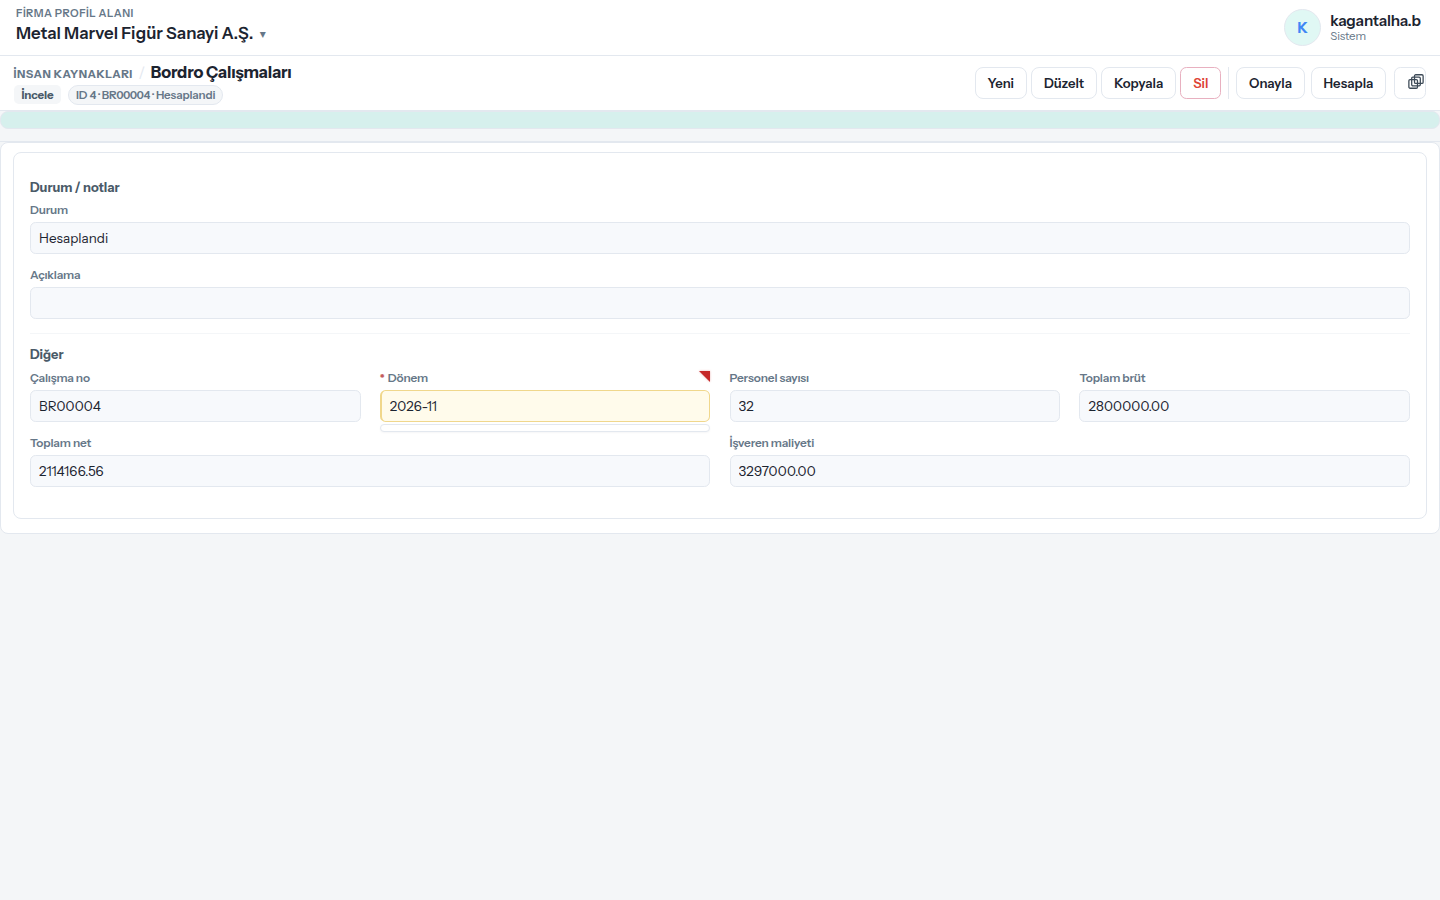 FİRMA PROFİL ALANI
Metal Marvel Figür Sanayi A.Ş. ▾
K
kagantalha.b
Sistem
İNSAN KAYNAKLARI / Bordro Çalışmaları
İncele
ID 4 · BR00004 · Hesaplandi
Yeni
Düzelt
Kopyala
Sil
Onayla
Hesapla
Durum / notlar
Durum
Hesaplandi
Açıklama
Diğer
Çalışma no
* Dönem
Personel sayısı
Toplam brüt
BR00004
2026-11
32
2800000.00
Toplam net
İşveren maliyeti
2114166.56
3297000.00